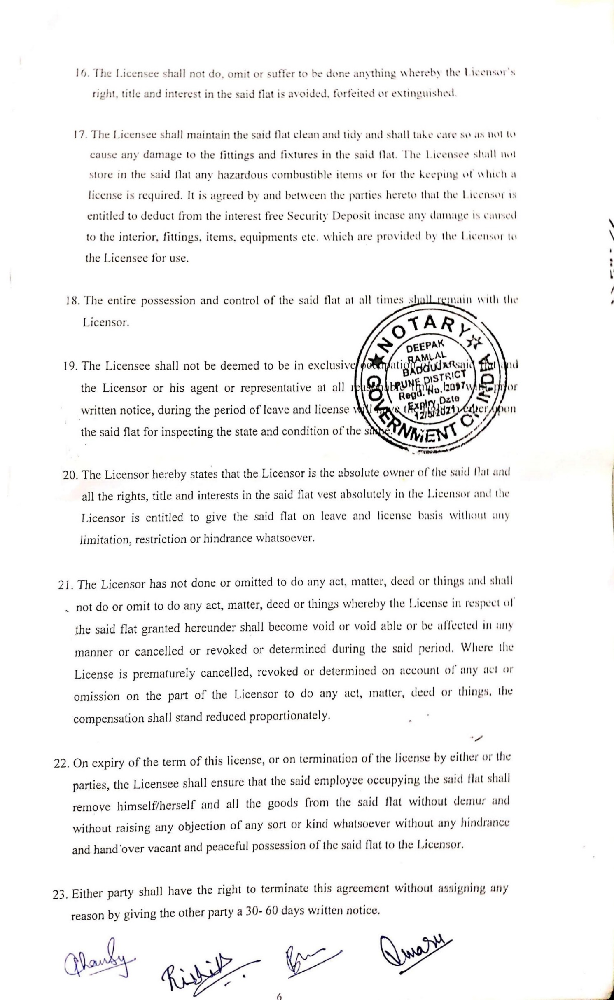 16. The Licensee shall not do, omit or suffer to be done anything whereby the Licensor's
right, title and interest in the said flat is avoided, forfeited or extinguished.
17. The Licensee shall maintain the said flat clean and tidy and shall take care so as not to
cause any damage to the fittings and fixtures in the said flat. The Licensee shall not
store in the said flat any hazardous combustible items or for the keeping of which a
license is required. It is agreed by and between the parties hereto that the Licensor is
entitled to deduct from the interest free Security Deposit incase any damage is caused
to the interior, fittings, items, equipments etc. which are provided by the Licensor to
the Licensee for use.
18. The entire possession and control of the said flat at all times shall remain with the
Licensor.
NOTARY
DEEPAK
RAMLAL
BADGUJAR
PUNE DISTRICT
Regd. No.
Expiry Date
12/5/2021
GOVERNMENT OF INDIA
19. The Licensee shall not be deemed to be in exclusive occupation said flat and
the Licensor or his agent or representative at all reasonable with prior
written notice, during the period of leave and license will have enter upon
the said flat for inspecting the state and condition of the same.
20. The Licensor hereby states that the Licensor is the absolute owner of the said flat and
all the rights, title and interests in the said flat vest absolutely in the Licensor and the
Licensor is entitled to give the said flat on leave and license basis without any
limitation, restriction or hindrance whatsoever.
21. The Licensor has not done or omitted to do any act, matter, deed or things and shall
not do or omit to do any act, matter, deed or things whereby the License in respect of
the said flat granted hereunder shall become void or void able or be affected in any
manner or cancelled or revoked or determined during the said period. Where the
License is prematurely cancelled, revoked or determined on account of any act or
omission on the part of the Licensor to do any act, matter, deed or things, the
compensation shall stand reduced proportionately.
22. On expiry of the term of this license, or on termination of the license by either or the
parties, the Licensee shall ensure that the said employee occupying the said flat shall
remove himself/herself and all the goods from the said flat without demur and
without raising any objection of any sort or kind whatsoever without any hindrance
and hand over vacant and peaceful possession of the said flat to the Licensor.
23. Either party shall have the right to terminate this agreement without assigning any
reason by giving the other party a 30- 60 days written notice.
6